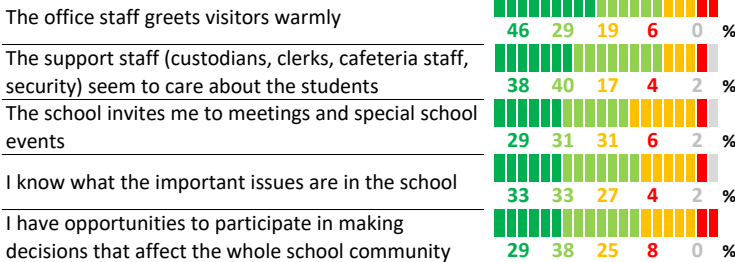 The office staff greets visitors warmly
46 29 19 6 0 %
The support staff (custodians, clerks, cafeteria staff,
security) seem to care about the students
38 40 17 4 2 %
The school invites me to meetings and special school
events
29 31 31 6 2 %
I know what the important issues are in the school
33 33 27 4 2 %
I have opportunities to participate in making
decisions that affect the whole school community
29 38 25 8 0 %